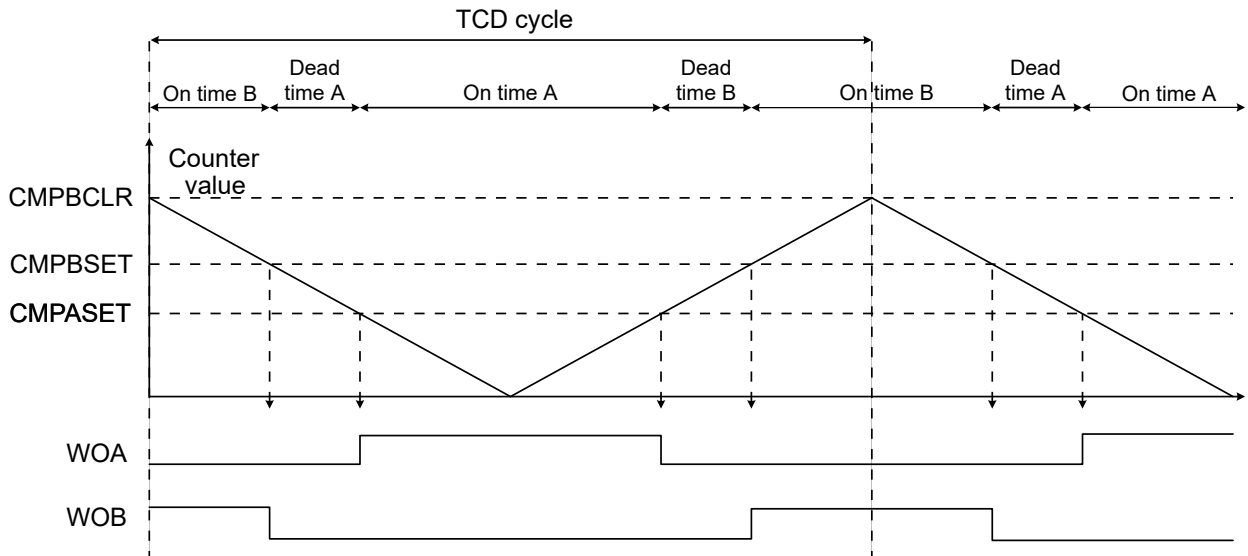 TCD cycle
On time B
Dead
time A
On time A
Dead
time B
On time B
Dead
time A
On time A
Counter
value
CMPBCLR
CMPBSET
CMPASET
WOA
WOB